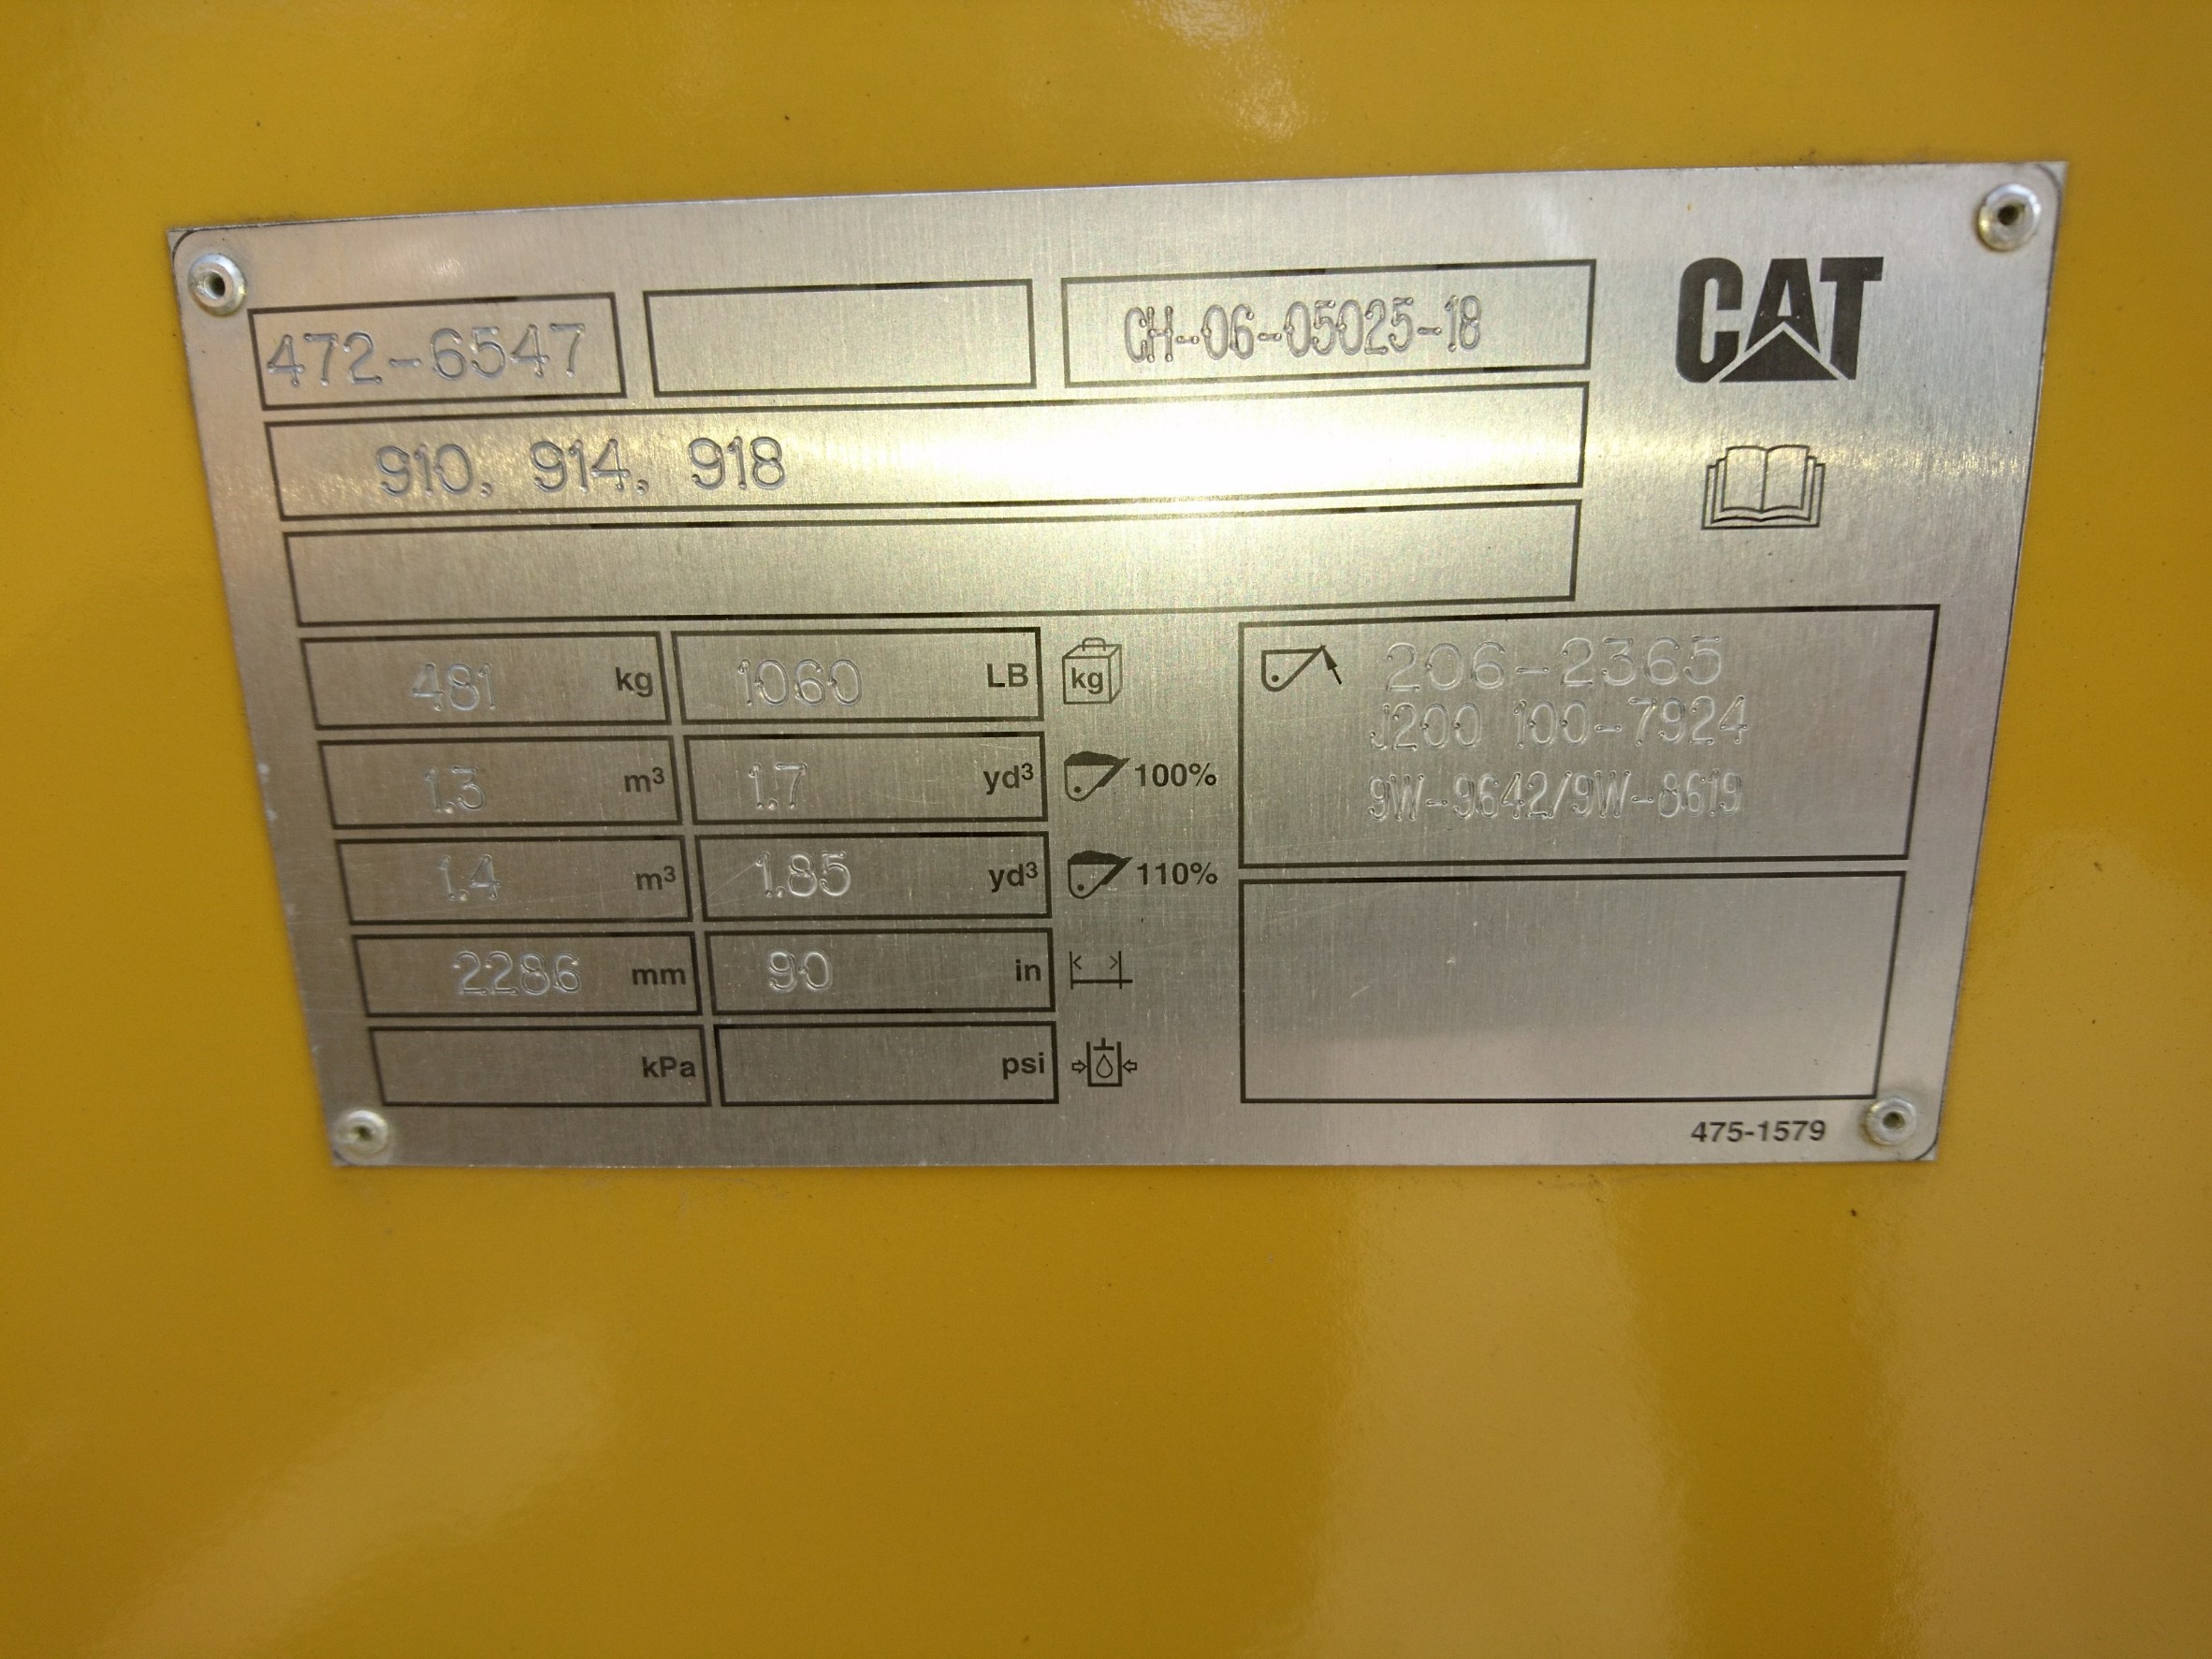 472-6547 CH-06-05025-18 CAT
910, 914, 918
481 kg 1060 LB kg
1.3 m³ 1.7 yd³ 100%
1.4 m³ 1.85 yd³ 110%
2286 mm 90 in
kPa psi
206-2365
J200 100-7924
9W-9642/9W-8619
475-1579